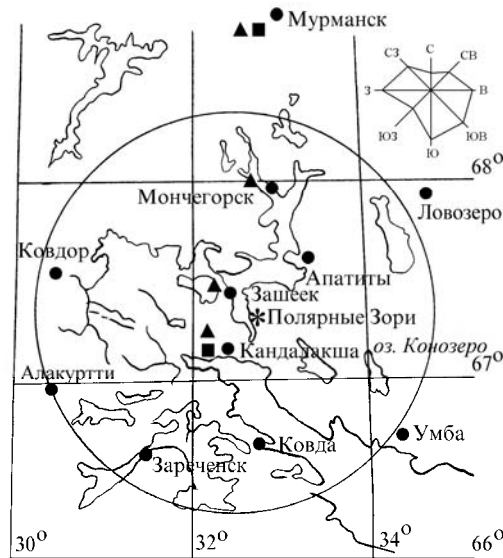 Мурманск
С
СЗ
СВ
З
В
ЮЗ
ЮВ
Ю
68°
Мончегорск
Ловозеро
Ковдор
Апатиты
Зашеек
Полярные Зори
Кандалакша
оз. Конозеро
67°
Алакуртти
Умба
Ковда
Зареченск
30° 32° 34° 66°